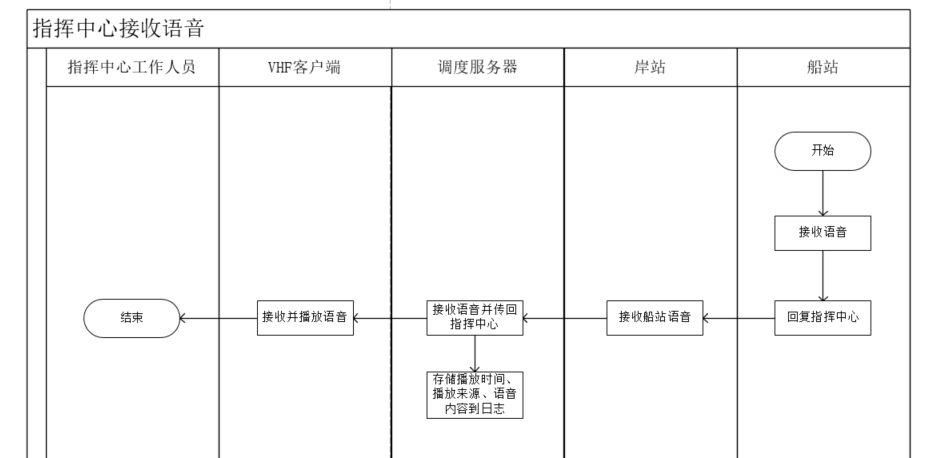 指挥中心接收语音
指挥中心工作人员
VHF客户端
调度服务器
岸站
船站
开始
接收语音
结束
接收并播放语音
接收语音并传回
指挥中心
接收船站语音
回复指挥中心
存储播放时间、
播放来源、语音
内容到日志